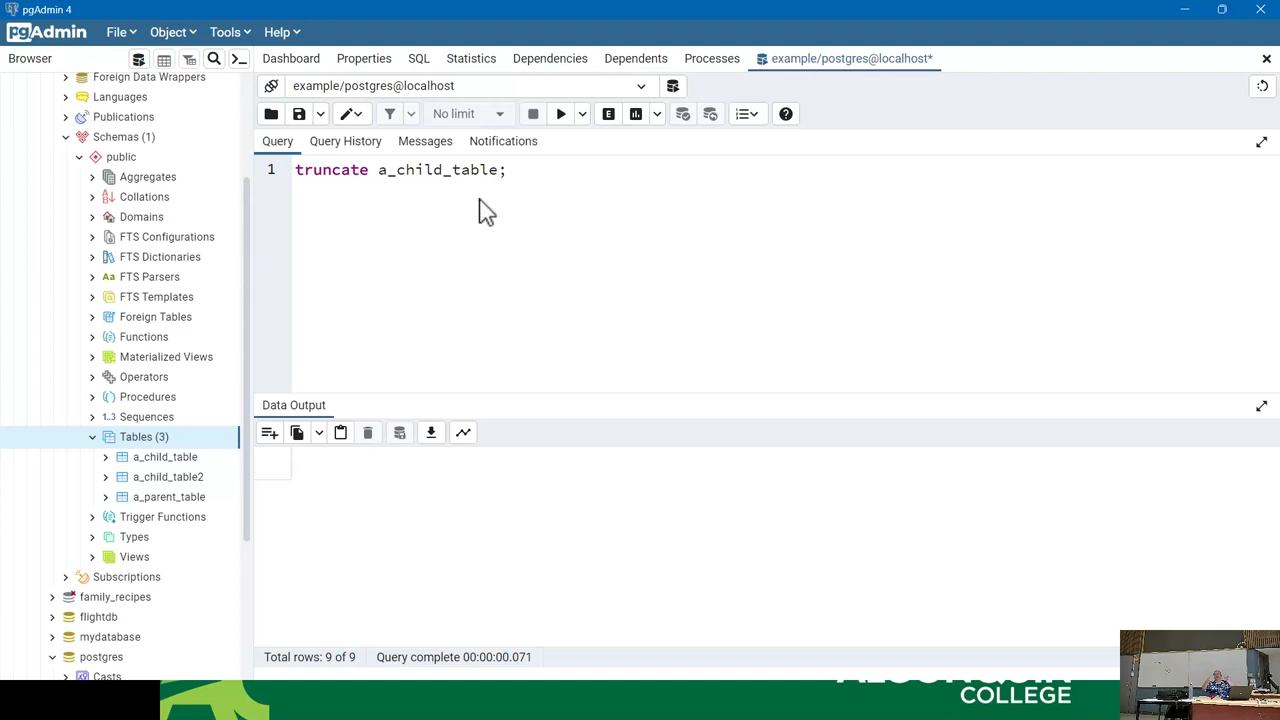 pgAdmin 4
pgAdmin File Object Tools Help
Browser Dashboard Properties SQL Statistics Dependencies Dependents Processes example/postgres@localhost*
Foreign Data Wrappers
Languages
Publications
Schemas (1)
public
Aggregates
Collations
Domains
FTS Configurations
FTS Dictionaries
FTS Parsers
FTS Templates
Foreign Tables
Functions
Materialized Views
Operators
Procedures
Sequences
Tables (3)
a_child_table
a_child_table2
a_parent_table
Trigger Functions
Types
Views
Subscriptions
family_recipes
flightdb
mydatabase
postgres
Casts
example/postgres@localhost
No limit
Query Query History Messages Notifications
1 truncate a_child_table;
Data Output
Total rows: 9 of 9 Query complete 00:00:00.071
ALGONQUIN
COLLEGE